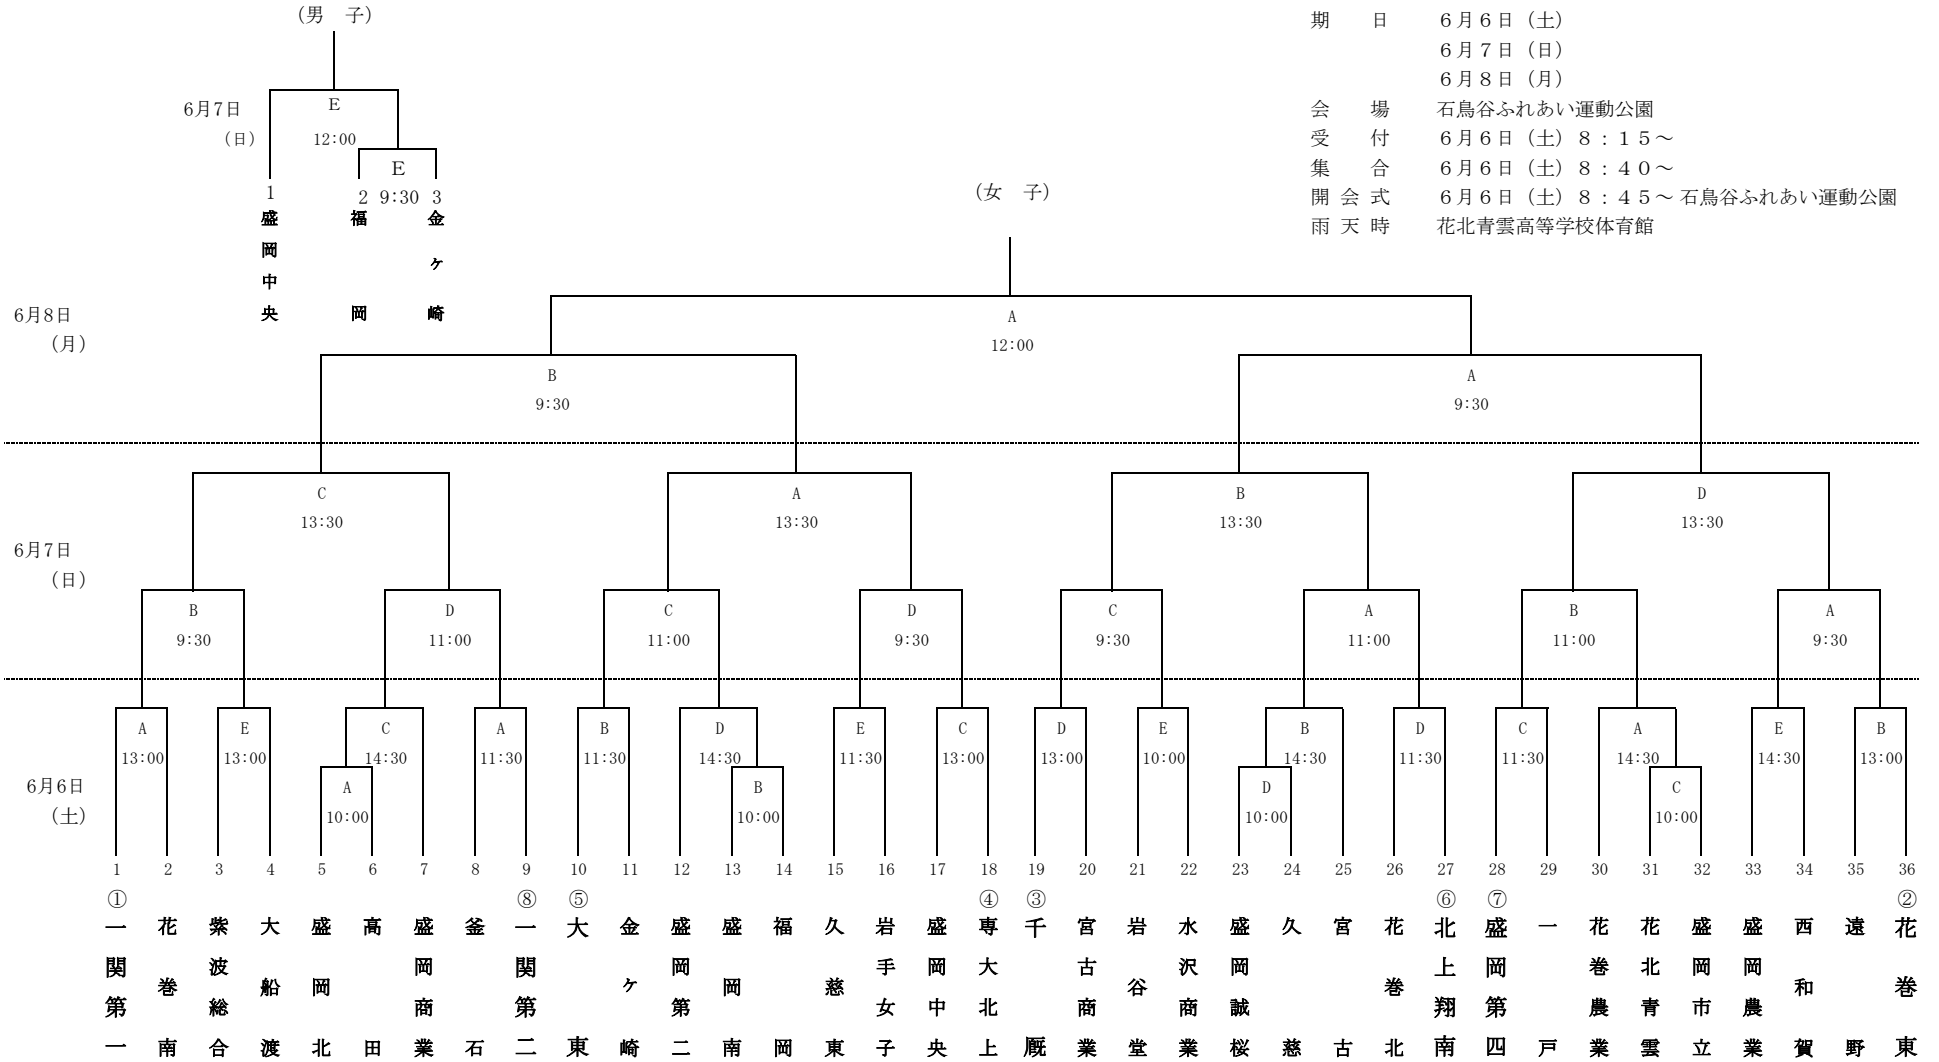 (男　子)
期　　日　　６月６日（土）
６月７日（日）
６月８日（月）
会　　場　　石鳥谷ふれあい運動公園
受　　付　　６月６日（土）８：１５～
集　　合　　６月６日（土）８：４０～
開 会 式　　６月６日（土）８：４５～ 石鳥谷ふれあい運動公園
雨 天 時　　花北青雲高等学校体育館
6月7日
(日)
E
12:00
E
9:30
1
2
3
盛岡中央
福岡
金ケ崎
(女　子)
6月8日
(月)
A
12:00
B
9:30
A
9:30
6月7日
(日)
C
13:30
A
13:30
B
13:30
D
13:30
B
9:30
D
11:00
C
11:00
D
9:30
C
9:30
A
11:00
B
11:00
A
9:30
6月6日
(土)
A
13:00
E
13:00
C
14:30
A
11:30
B
11:30
D
14:30
E
11:30
C
13:00
D
13:00
E
10:00
B
14:30
D
11:30
C
11:30
A
14:30
E
14:30
B
13:00
A
10:00
B
10:00
D
10:00
C
10:00
1 2 3 4 5 6 7 8 9 10 11 12 13 14 15 16 17 18 19 20 21 22 23 24 25 26 27 28 29 30 31 32 33 34 35 36
① ⑧ ⑤ ④ ③ ⑥ ⑦ ②
一関第一
花巻南
紫波総合
大船渡
盛岡北
高田
盛岡商業
釜石
一関第二
大東
金ケ崎
盛岡第二
盛岡南
福岡
久慈東
岩手女子
盛岡中央
専大北上
千厩
宮古商業
岩谷堂
水沢商業
盛岡誠桜
久慈
宮古
花巻北
北上翔南
盛岡第四
一戸
花巻農業
花北青雲
盛岡市立
盛岡農業
西和賀
遠野
花巻東